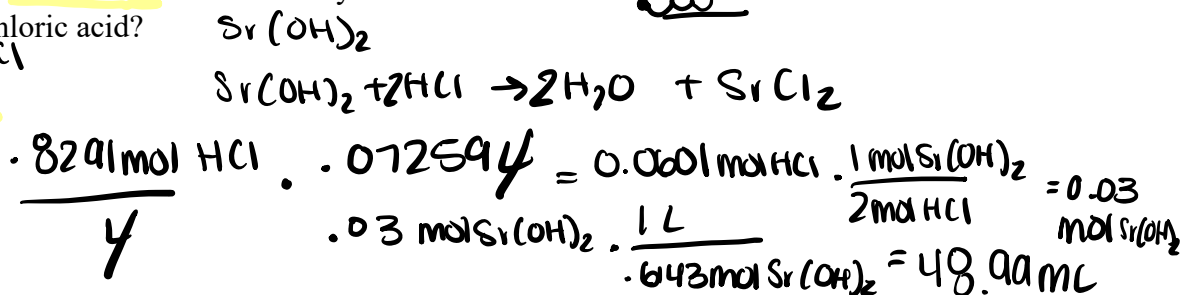 hloric acid? Sr(OH)₂
Cl
Sr(OH)₂ + 2HCl → 2H₂O + SrCl₂
.8291 mol HCl / L · .07259 L = 0.0601 mol HCl · 1 mol Sr(OH)₂ / 2 mol HCl = 0.03 mol Sr(OH)₂
.03 mol Sr(OH)₂ · 1 L / .6143 mol Sr(OH)₂ = 48.99 mL